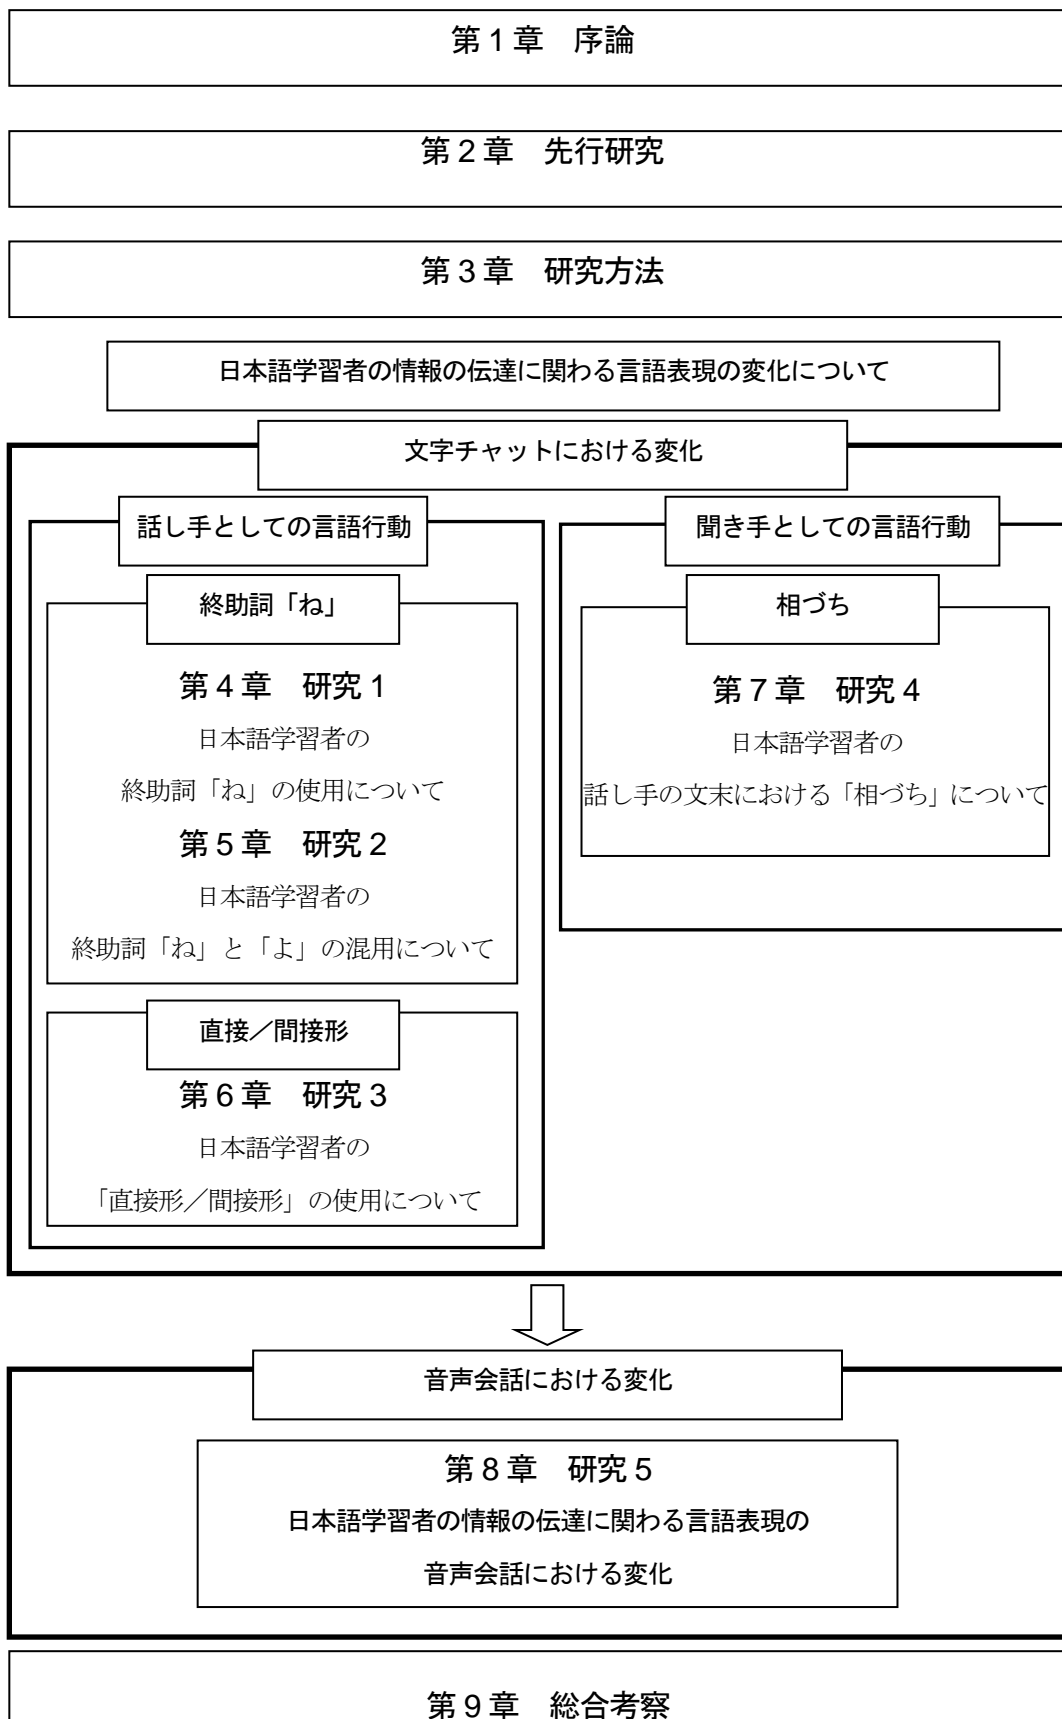 第1章　序論
第2章　先行研究
第3章　研究方法
日本語学習者の情報の伝達に関わる言語表現の変化について
文字チャットにおける変化
話し手としての言語行動
終助詞「ね」
第4章　研究1
日本語学習者の
終助詞「ね」の使用について
第5章　研究2
日本語学習者の
終助詞「ね」と「よ」の混用について
直接／間接形
第6章　研究3
日本語学習者の
「直接形／間接形」の使用について
聞き手としての言語行動
相づち
第7章　研究4
日本語学習者の
話し手の文末における「相づち」について
音声会話における変化
第8章　研究5
日本語学習者の情報の伝達に関わる言語表現の
音声会話における変化
第9章　総合考察